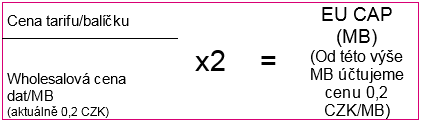 Cena tarifu/balíčku
Wholesalová cena
dat/MB
(aktuálně 0,2 CZK)
x2
=
EU CAP
(MB)
(Od této výše
MB účtujeme
cenu 0,2
CZK/MB)